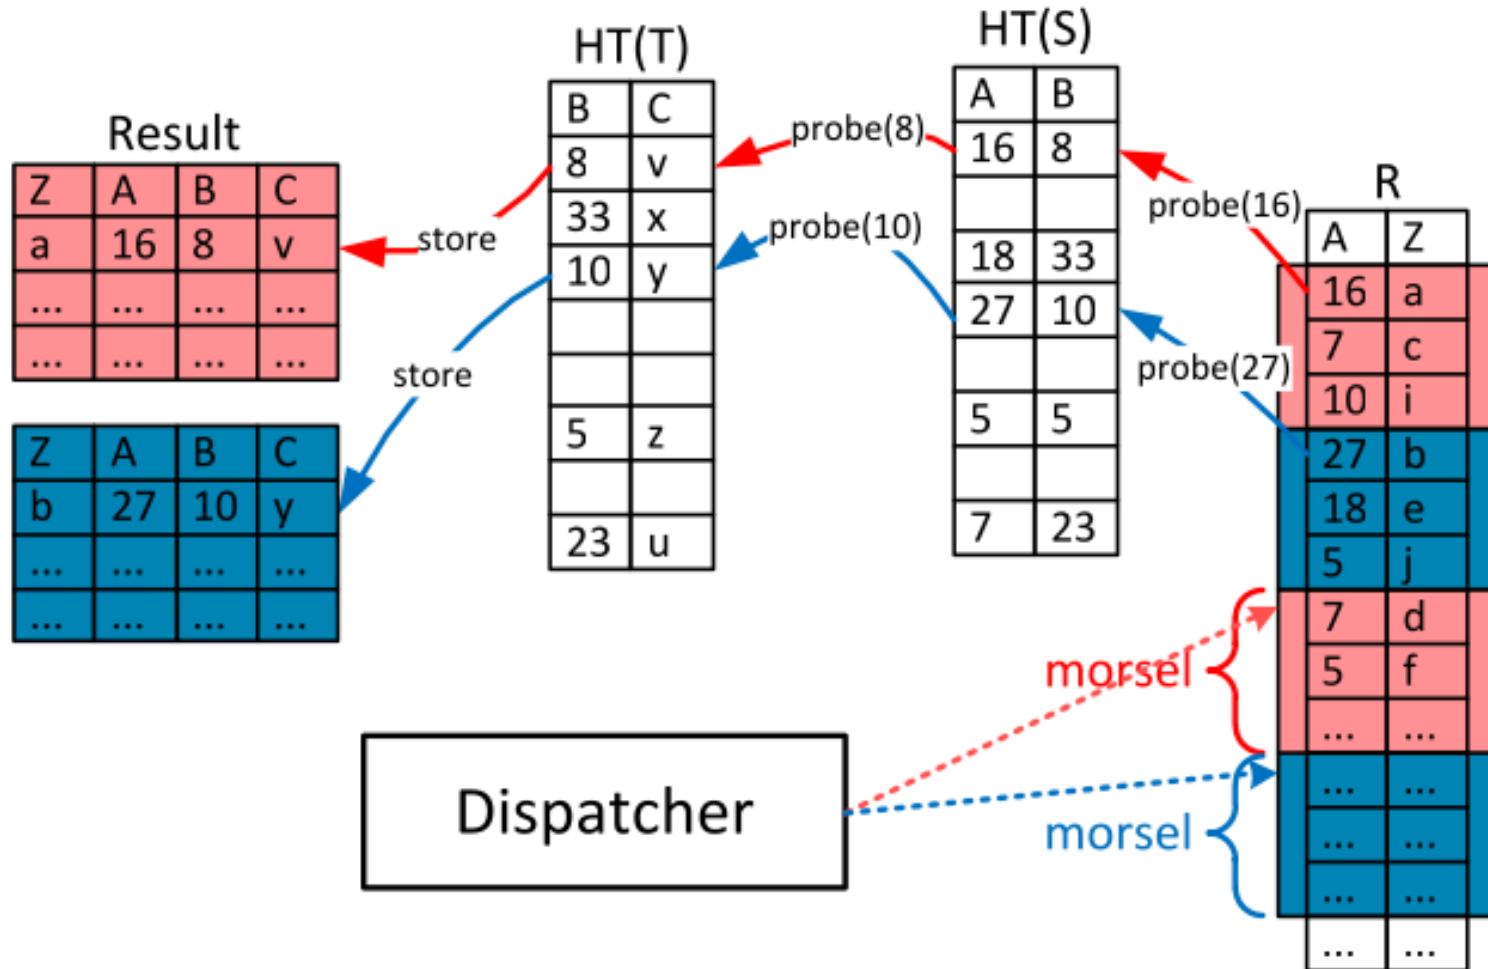 HT(T)
HT(S)
Result
R
Z A B C
a 16 8 v
... ... ... ...
... ... ... ...
store
Z A B C
b 27 10 y
... ... ... ...
... ... ... ...
store
B C
8 v
33 x
10 y
5 z
23 u
probe(8)
probe(10)
A B
16 8
18 33
27 10
5 5
7 23
probe(16)
probe(27)
A Z
16 a
7 c
10 i
27 b
18 e
5 j
7 d
5 f
... ...
... ...
... ...
... ...
... ...
morsel
morsel
Dispatcher